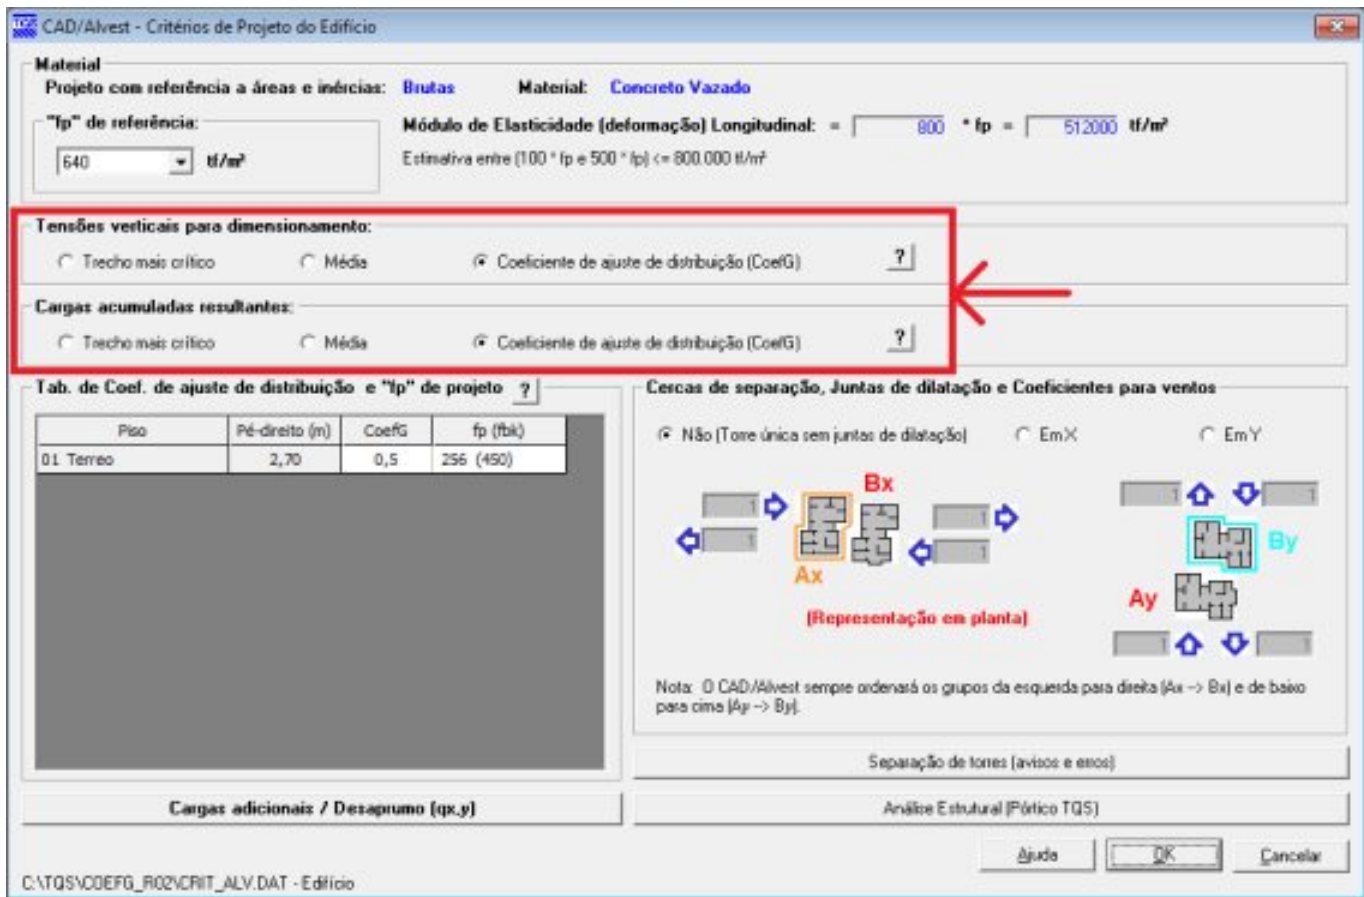 CAD/Alvest - Critérios de Projeto do Edifício
Material
Projeto com referência a áreas e inércias: Brutas Material: Concreto Vazado
"fp" de referência:
640 tf/m²
Módulo de Elasticidade (deformação) Longitudinal: = 800 * fp = 512000 tf/m²
Estimativa entre (100 * fp e 500 * fp) <= 800.000 tf/m²
Tensões verticais para dimensionamento:
Trecho mais crítico Média Coeficiente de ajuste de distribuição (CoefG) ?
Cargas acumuladas resultantes:
Trecho mais crítico Média Coeficiente de ajuste de distribuição (CoefG) ?
Tab. de Coef. de ajuste de distribuição e "fp" de projeto ?
Piso Pé-direito (m) CoefG fp (fbk)
01 Terreo 2,70 0,5 256 (450)
Cargas adicionais / Desaprumo (qx,y)
Cercas de separação, Juntas de dilatação e Coeficientes para ventos
Não (Torre única sem juntas de dilatação) Em X Em Y
Bx
1 1 1 1
1 1
By
Ax
Ay
(Representação em planta)
1 1
Nota: O CAD/Alvest sempre ordenará os grupos da esquerda para direita (Ax --> Bx) e de baixo
para cima (Ay --> By).
Separação de torres (avisos e erros)
Análise Estrutural (Pórtico TQS)
Ajuda OK Cancelar
C:\TQS\COEFG_R02\CRIT_ALV.DAT - Edifício